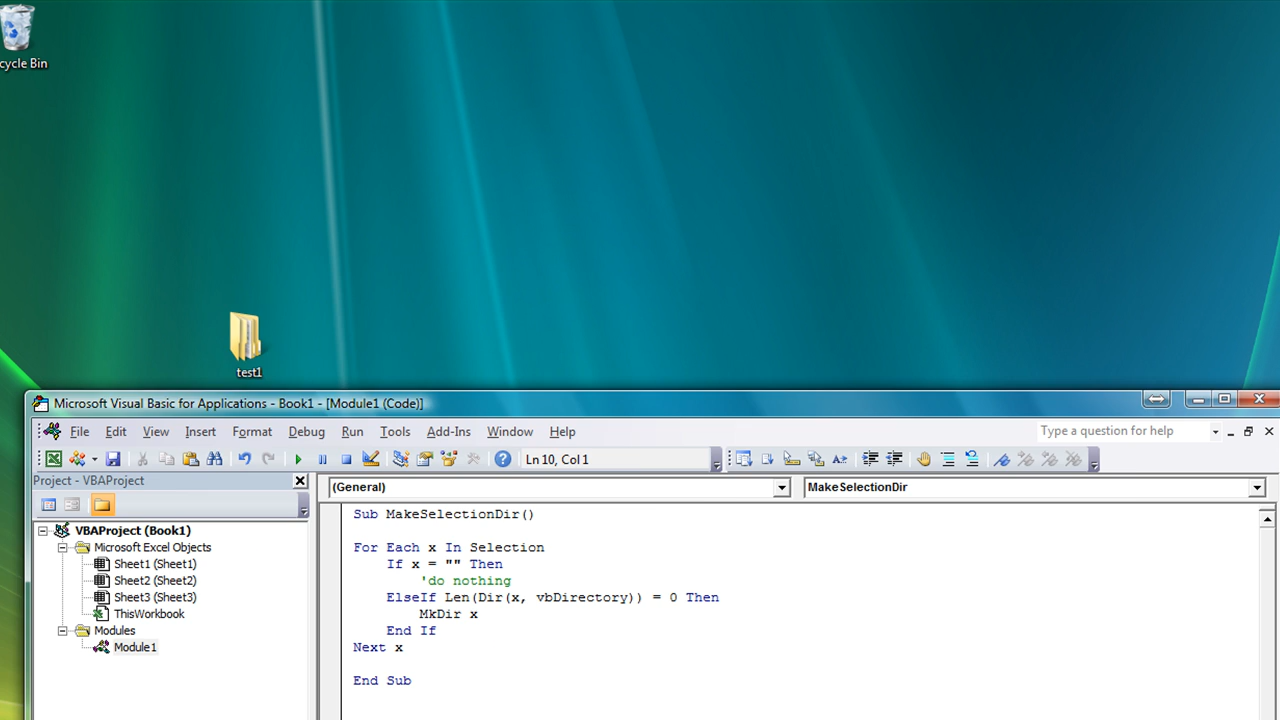 cycle Bin
test1
Microsoft Visual Basic for Applications - Book1 - [Module1 (Code)]
File Edit View Insert Format Debug Run Tools Add-Ins Window Help Type a question for help
Ln 10, Col 1
Project - VBAProject
(General) MakeSelectionDir
VBAProject (Book1)
Microsoft Excel Objects
Sheet1 (Sheet1)
Sheet2 (Sheet2)
Sheet3 (Sheet3)
ThisWorkbook
Modules
Module1
Sub MakeSelectionDir()
For Each x In Selection
If x = "" Then
'do nothing
ElseIf Len(Dir(x, vbDirectory)) = 0 Then
MkDir x
End If
Next x
End Sub